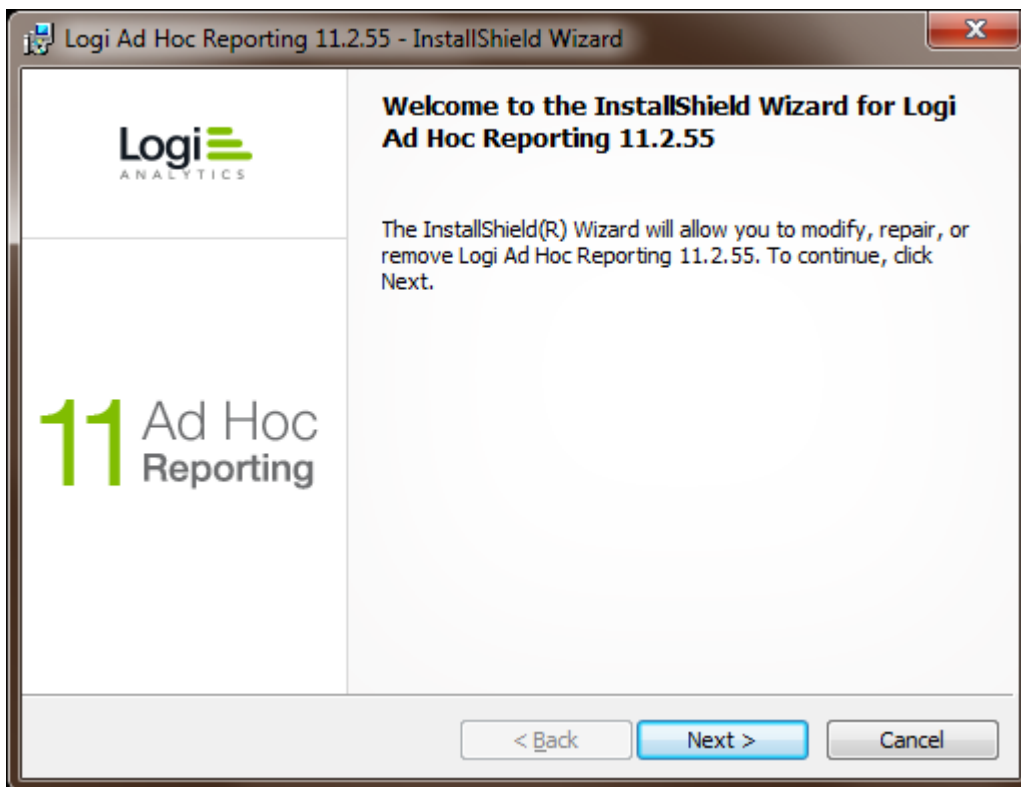 Logi Ad Hoc Reporting 11.2.55 - InstallShield Wizard
Logi
ANALYTICS
Welcome to the InstallShield Wizard for Logi
Ad Hoc Reporting 11.2.55
The InstallShield(R) Wizard will allow you to modify, repair, or
remove Logi Ad Hoc Reporting 11.2.55. To continue, click
Next.
11 Ad Hoc
Reporting
< Back Next > Cancel